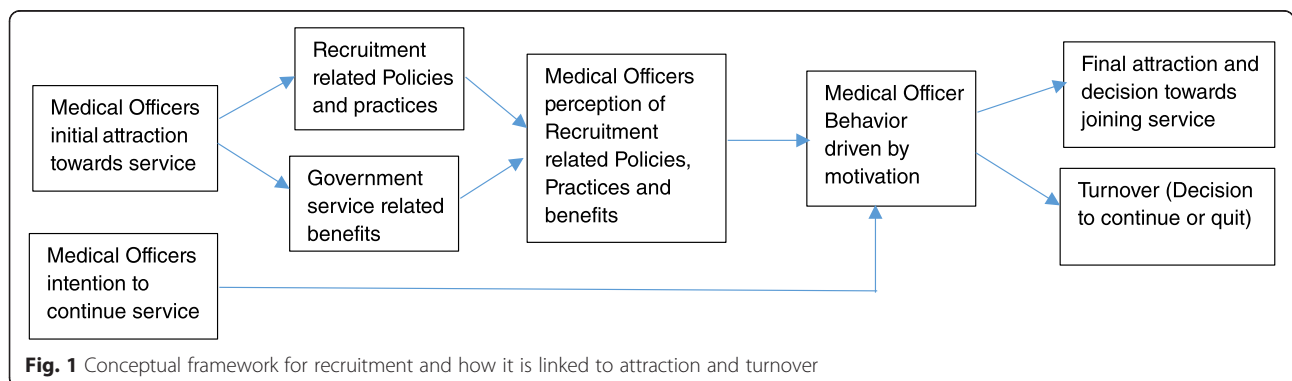 Medical Officers
initial attraction
towards service
Recruitment
related Policies
and practices
Government
service related
benefits
Medical Officers
perception of
Recruitment
related Policies,
Practices and
benefits
Medical Officer
Behavior
driven by
motivation
Final attraction and
decision towards
joining service
Turnover (Decision
to continue or quit)
Medical Officers
intention to
continue service
Fig. 1 Conceptual framework for recruitment and how it is linked to attraction and turnover